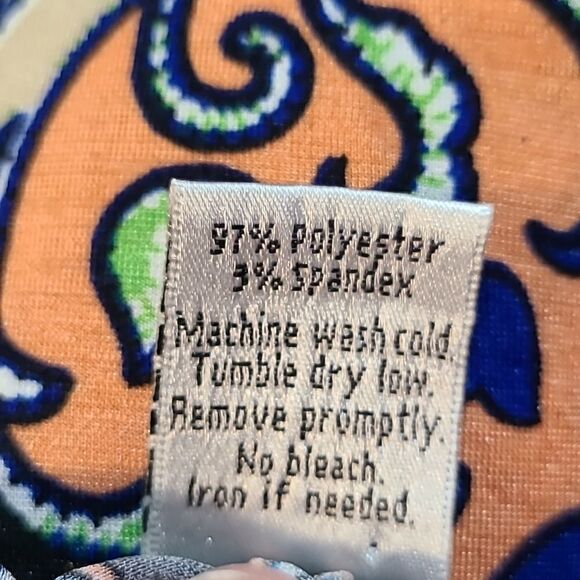 97% Polyester
3% Spandex
Machine wash cold.
Tumble dry low.
Remove promptly.
No bleach.
Iron if needed.